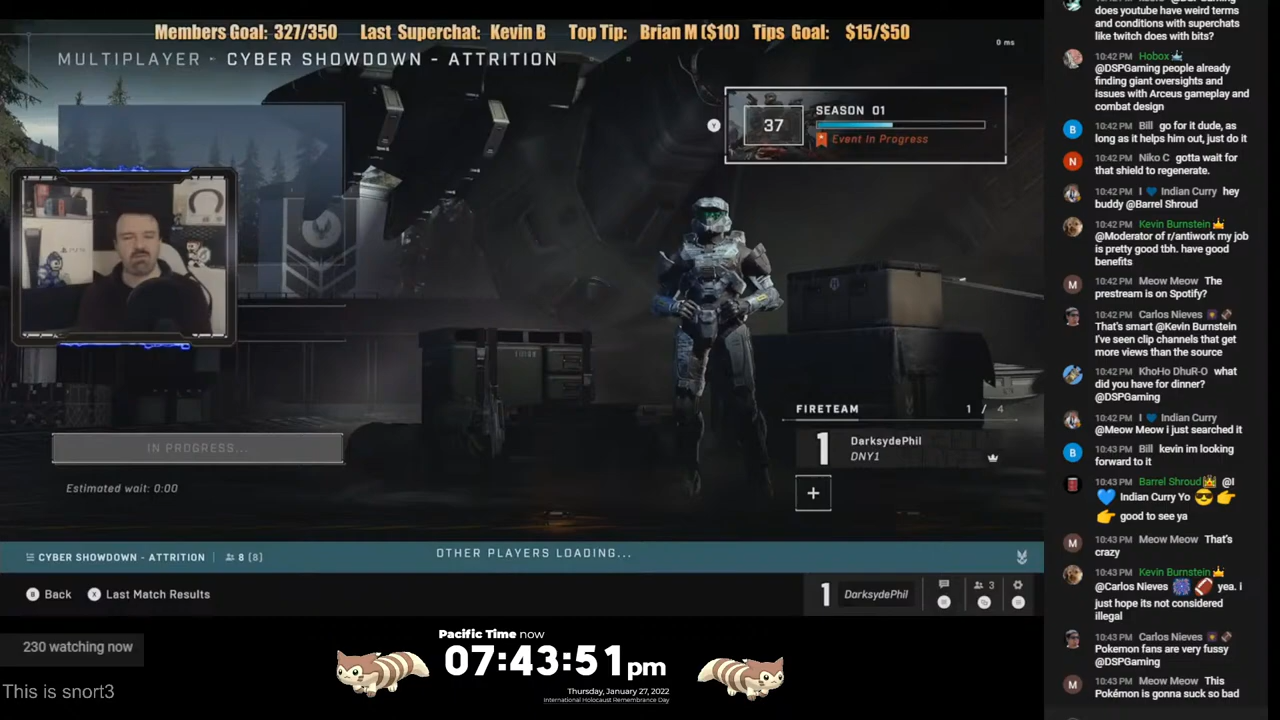 Members Goal: 327/350 Last Superchat: Kevin B Top Tip: Brian M ($10) Tips Goal: $15/$50
MULTIPLAYER - CYBER SHOWDOWN - ATTRITION
0 ms
SEASON 01
Y
37
Event In Progress
IN PROGRESS...
Estimated wait: 0:00
FIRETEAM 1 / 4
1 DarksydePhil
DNY1
+
CYBER SHOWDOWN - ATTRITION 8 (8)
OTHER PLAYERS LOADING...
B Back X Last Match Results
1 DarksydePhil 3
230 watching now
This is snort3
Pacific Time now
07:43:51pm
Thursday, January 27, 2022
International Holocaust Remembrance Day
does youtube have weird terms
and conditions with superchats
like twitch does with bits?
10:42 PM Hobox
@DSPGaming people already
finding giant oversights and
issues with Arceus gameplay and
combat design
B 10:42 PM Bill go for it dude, as
long as it helps him out, just do it
N 10:42 PM Niko C gotta wait for
that shield to regenerate.
10:42 PM I 💙 Indian Curry hey
buddy @Barrel Shroud
10:42 PM Kevin Burnstein
@Moderator of r/antiwork my job
is pretty good tbh. have good
benefits
M 10:42 PM Meow Meow The
prestream is on Spotify?
10:42 PM Carlos Nieves
That's smart @Kevin Burnstein
I've seen clip channels that get
more views than the source
10:42 PM KhoHo DhuR-O what
did you have for dinner?
@DSPGaming
10:42 PM I 💙 Indian Curry
@Meow Meow i just searched it
B 10:43 PM Bill kevin im looking
forward to it
10:43 PM Barrel Shroud @I
💙 Indian Curry Yo 😎 👉
👉 good to see ya
M 10:43 PM Meow Meow That's
crazy
10:43 PM Kevin Burnstein
@Carlos Nieves 🎆 🏈 yea. i
just hope its not considered
illegal
10:43 PM Carlos Nieves
Pokemon fans are very fussy
@DSPGaming
M 10:43 PM Meow Meow This
Pokémon is gonna suck so bad